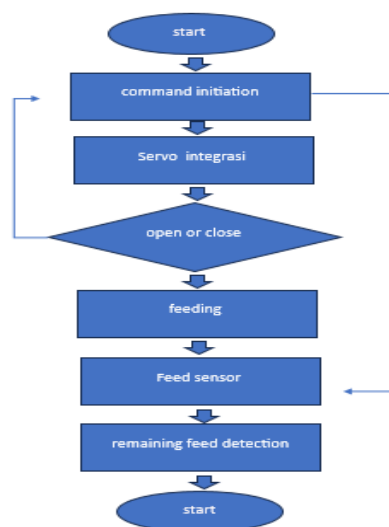 start
command initiation
Servo integrasi
open or close
feeding
Feed sensor
remaining feed detection
start